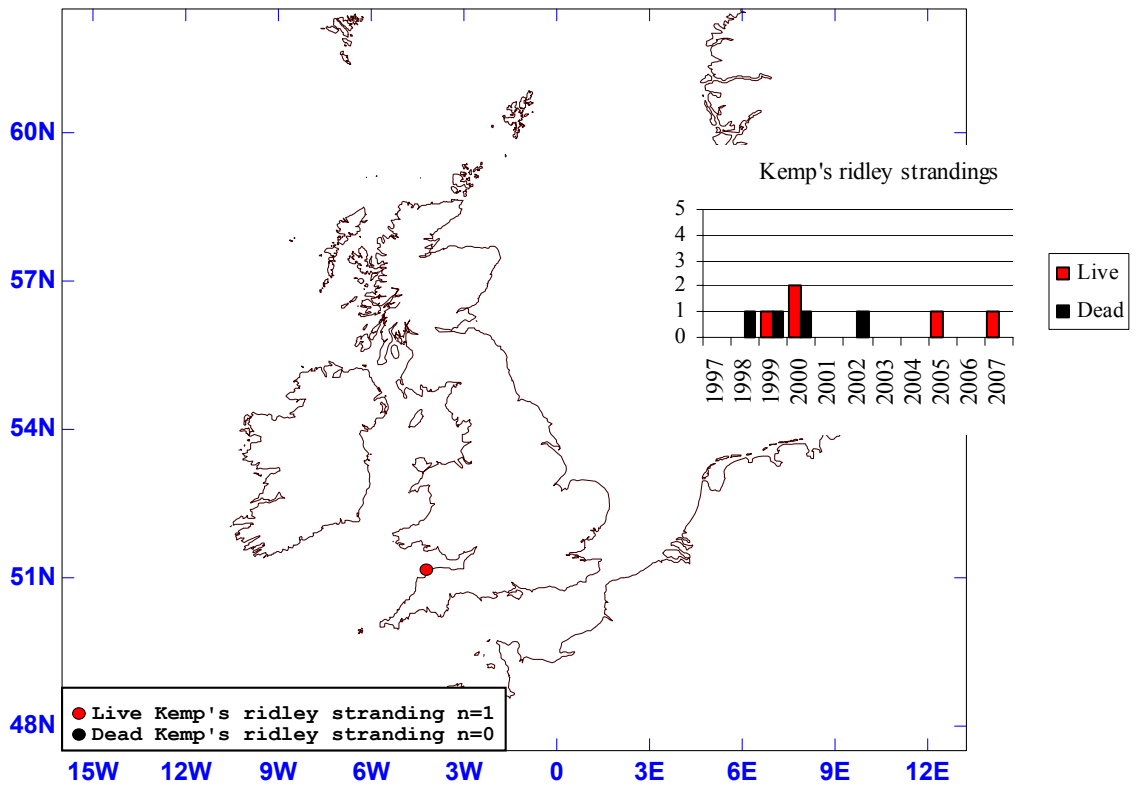 60N
57N
54N
51N
48N
Kemp's ridley strandings
5
4
3
2
1
0
1997
1998
1999
2000
2001
2002
2003
2004
2005
2006
2007
Live
Dead
Live Kemp's ridley stranding n=1
Dead Kemp's ridley stranding n=0
15W 12W 9W 6W 3W 0 3E 6E 9E 12E